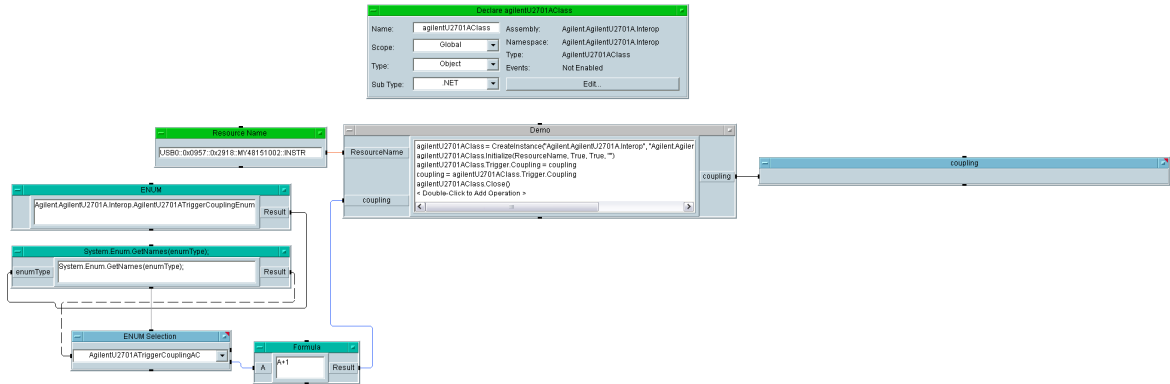 Declare agilentU2701AClass
Name: agilentU2701AClass Assembly: Agilent.AgilentU2701A.Interop
Scope: Global Namespace: Agilent.AgilentU2701A.Interop
Type: Object Type: AgilentU2701AClass
Events: Not Enabled
Sub Type: .NET Edit...
Resource Name
USB0::0x0957::0x2918::MY48151002::INSTR
Demo
ResourceName
coupling
agilentU2701AClass = CreateInstance("Agilent.AgilentU2701A.Interop", "Agilent.Agilen
agilentU2701AClass.Initialize(ResourceName, True, True, "")
agilentU2701AClass.Trigger.Coupling = coupling
coupling = agilentU2701AClass.Trigger.Coupling
agilentU2701AClass.Close()
< Double-Click to Add Operation >
coupling
coupling
ENUM
Agilent.AgilentU2701A.Interop.AgilentU2701ATriggerCouplingEnum
Result
System.Enum.GetNames(enumType);
enumType
System.Enum.GetNames(enumType);
Result
ENUM Selection
AgilentU2701ATriggerCouplingAC
Formula
A
A+1
Result